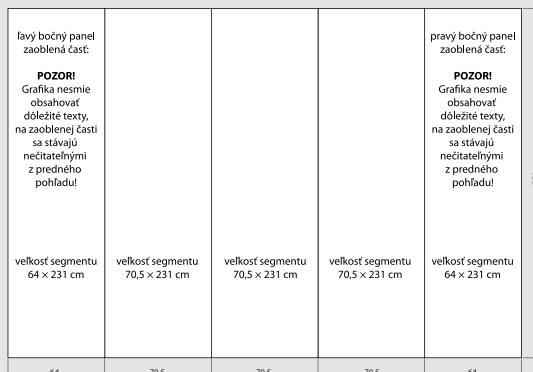 ľavý bočný panel
zaoblená časť:
POZOR!
Grafika nesmie
obsahovať
dôležité texty,
na zaoblenej časti
sa stávajú
nečitateľnými
z predného
pohľadu!
veľkosť segmentu
64 × 231 cm
veľkosť segmentu
70,5 × 231 cm
veľkosť segmentu
70,5 × 231 cm
veľkosť segmentu
70,5 × 231 cm
pravý bočný panel
zaoblená časť:
POZOR!
Grafika nesmie
obsahovať
dôležité texty,
na zaoblenej časti
sa stávajú
nečitateľnými
z predného
pohľadu!
veľkosť segmentu
64 × 231 cm